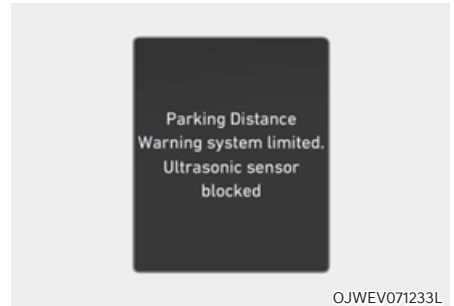 Parking Distance
Warning system limited.
Ultrasonic sensor
blocked
OJWEV071233L